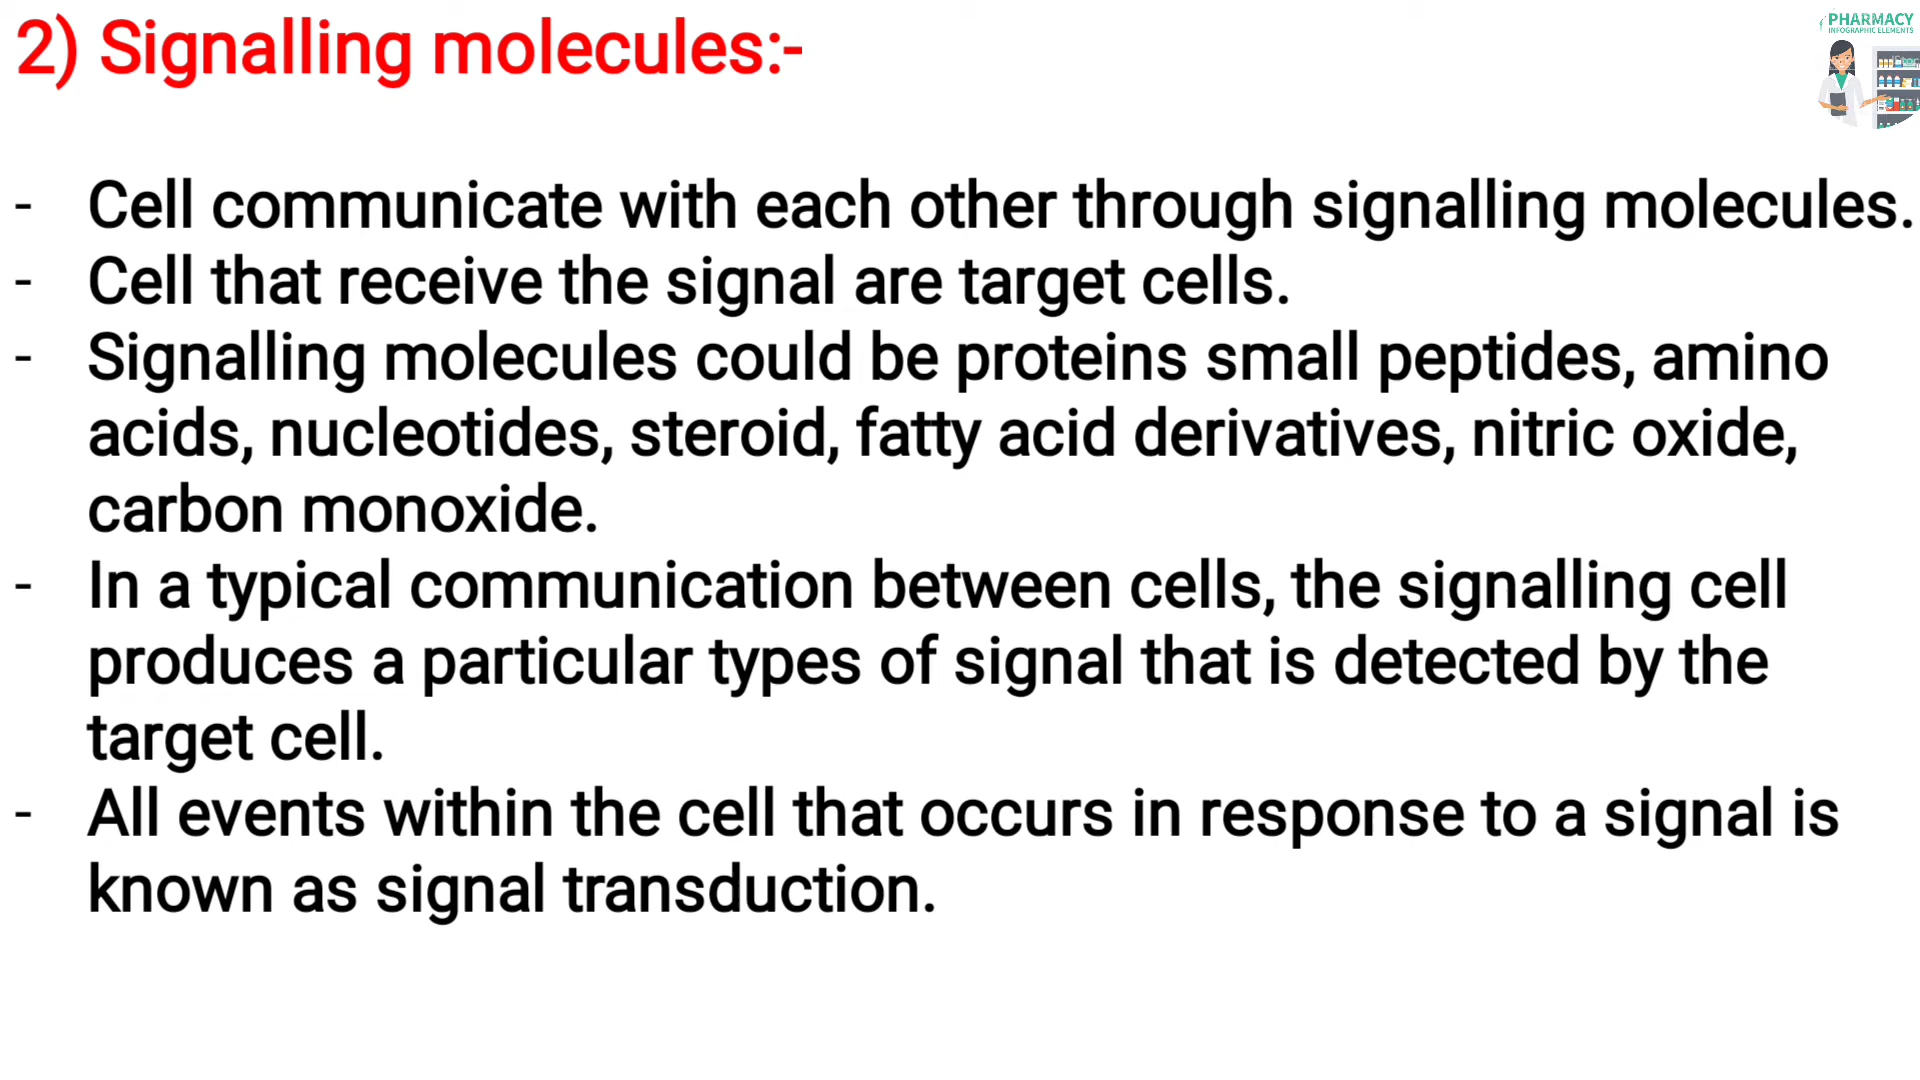 2) Signalling molecules:-
PHARMACY
INFOGRAPHIC ELEMENTS
- Cell communicate with each other through signalling molecules.
- Cell that receive the signal are target cells.
- Signalling molecules could be proteins small peptides, amino
acids, nucleotides, steroid, fatty acid derivatives, nitric oxide,
carbon monoxide.
- In a typical communication between cells, the signalling cell
produces a particular types of signal that is detected by the
target cell.
- All events within the cell that occurs in response to a signal is
known as signal transduction.